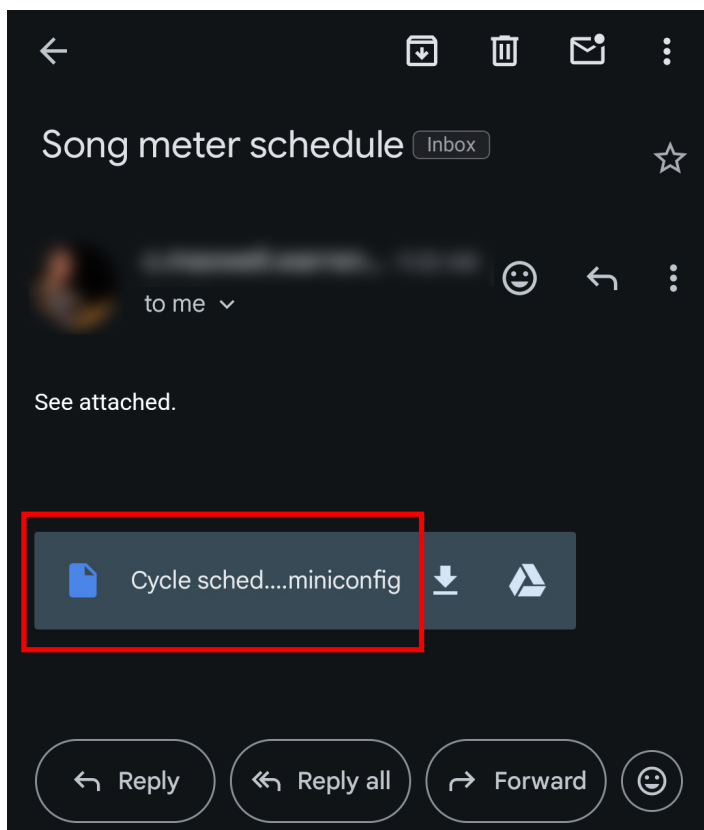 Song meter schedule Inbox
to me
See attached.
Cycle sched....miniconfig
Reply Reply all Forward